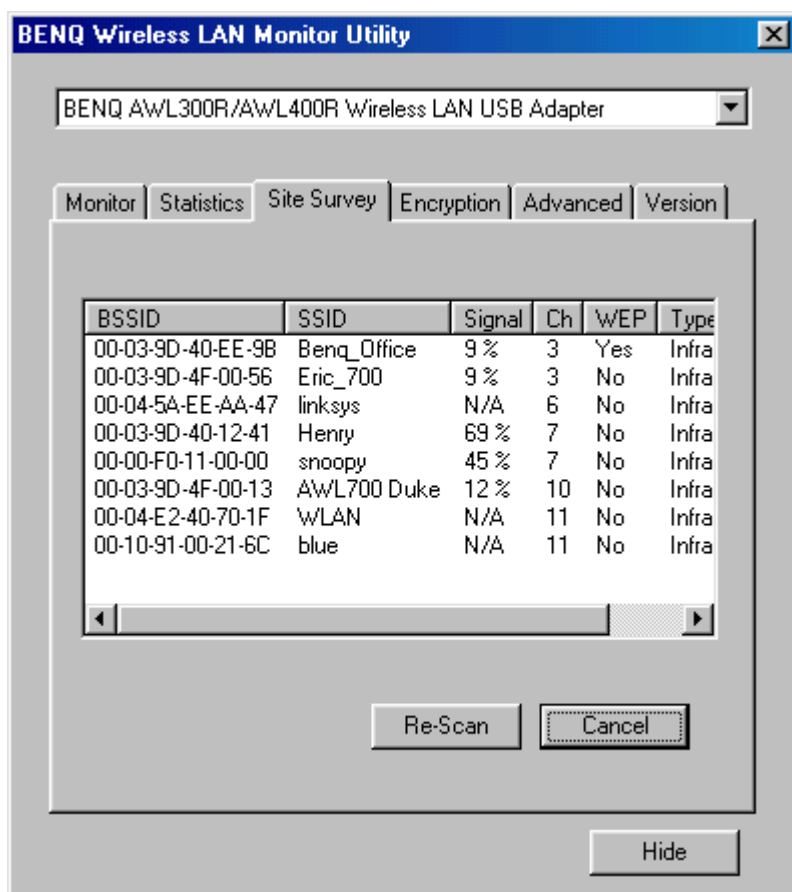 BENQ Wireless LAN Monitor Utility
BENQ AWL300R/AWL400R Wireless LAN USB Adapter
Monitor Statistics Site Survey Encryption Advanced Version
BSSID SSID Signal Ch WEP Type
00-03-9D-40-EE-9B Benq_Office 9 % 3 Yes Infra
00-03-9D-4F-00-56 Eric_700 9 % 3 No Infra
00-04-5A-EE-AA-47 linksys N/A 6 No Infra
00-03-9D-40-12-41 Henry 69 % 7 No Infra
00-00-F0-11-00-00 snoopy 45 % 7 No Infra
00-03-9D-4F-00-13 AWL700 Duke 12 % 10 No Infra
00-04-E2-40-70-1F WLAN N/A 11 No Infra
00-10-91-00-21-6C blue N/A 11 No Infra
Re-Scan Cancel
Hide